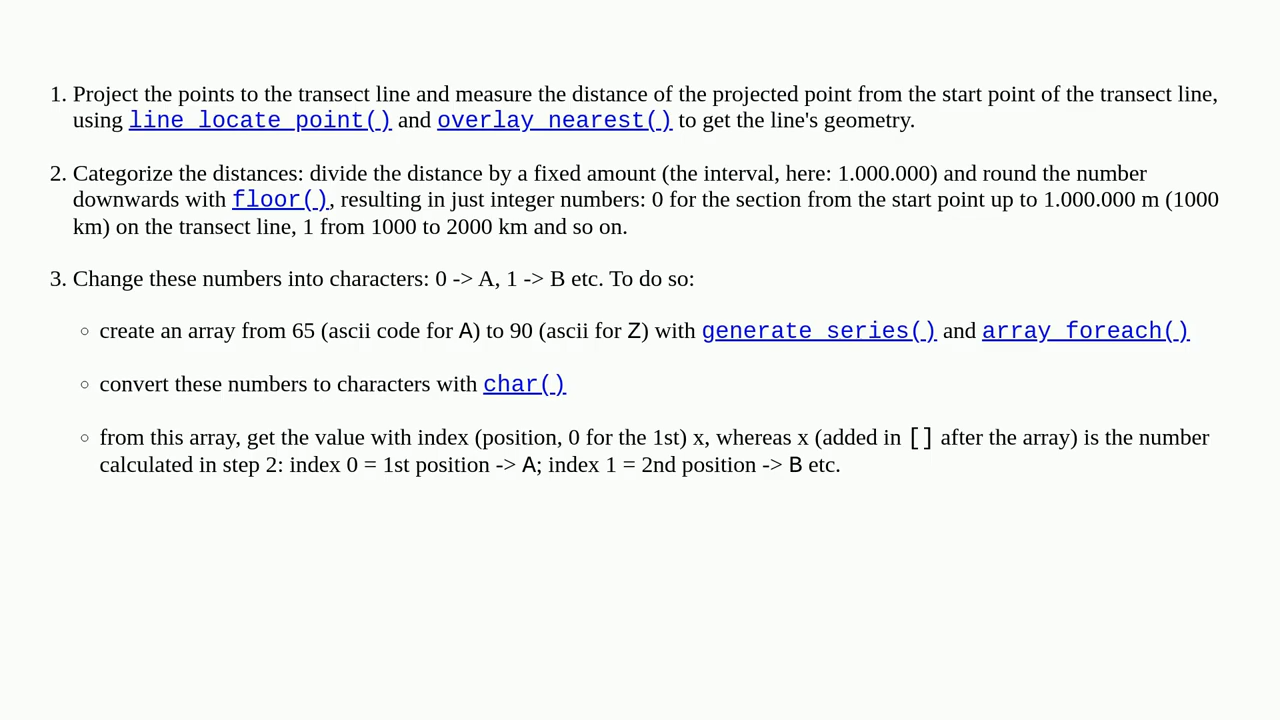 1. Project the points to the transect line and measure the distance of the projected point from the start point of the transect line,
using line_locate_point() and overlay_nearest() to get the line's geometry.
2. Categorize the distances: divide the distance by a fixed amount (the interval, here: 1.000.000) and round the number
downwards with floor(), resulting in just integer numbers: 0 for the section from the start point up to 1.000.000 m (1000
km) on the transect line, 1 from 1000 to 2000 km and so on.
3. Change these numbers into characters: 0 -> A, 1 -> B etc. To do so:
○ create an array from 65 (ascii code for A) to 90 (ascii for Z) with generate_series() and array_foreach()
○ convert these numbers to characters with char()
○ from this array, get the value with index (position, 0 for the 1st) x, whereas x (added in [] after the array) is the number
calculated in step 2: index 0 = 1st position -> A; index 1 = 2nd position -> B etc.